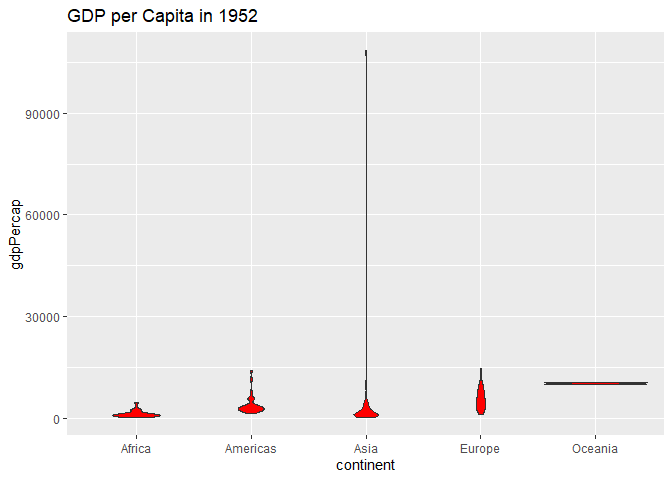 GDP per Capita in 1952
90000
60000
30000
0
gdpPercap
Africa Americas Asia Europe Oceania
continent